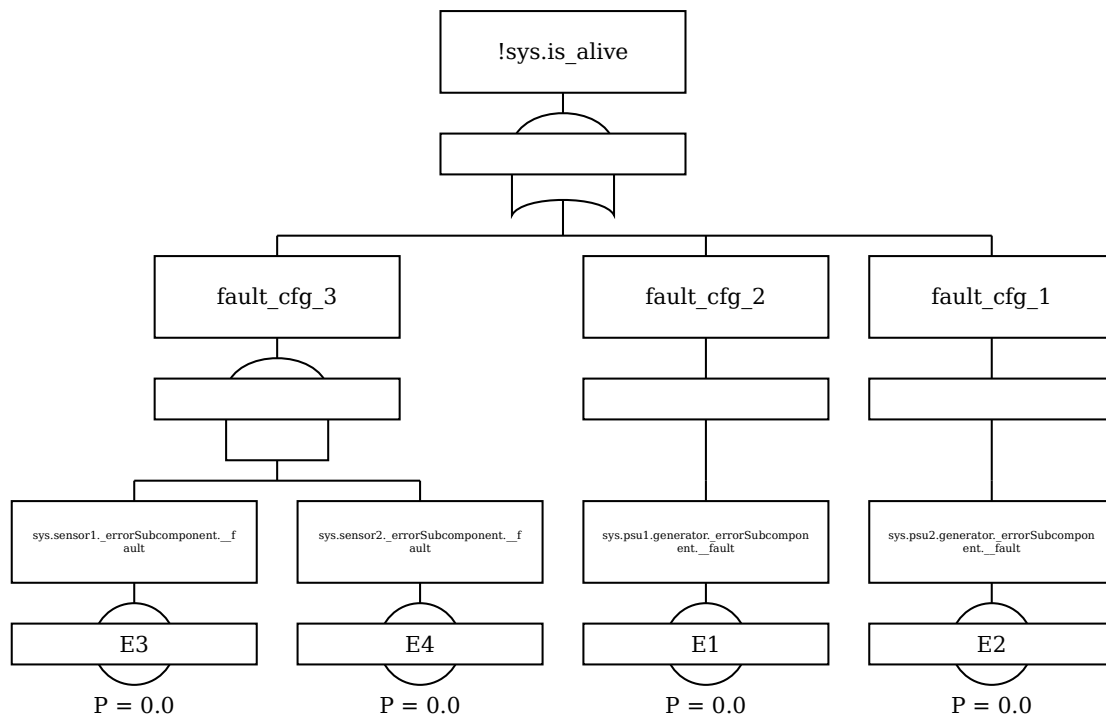 !sys.is_alive
fault_cfg_3
fault_cfg_2
fault_cfg_1
sys.sensor1._errorSubcomponent.__f
ault
sys.sensor2._errorSubcomponent.__f
ault
sys.psu1.generator._errorSubcompon
ent.__fault
sys.psu2.generator._errorSubcompon
ent.__fault
E3
E4
E1
E2
P = 0.0
P = 0.0
P = 0.0
P = 0.0